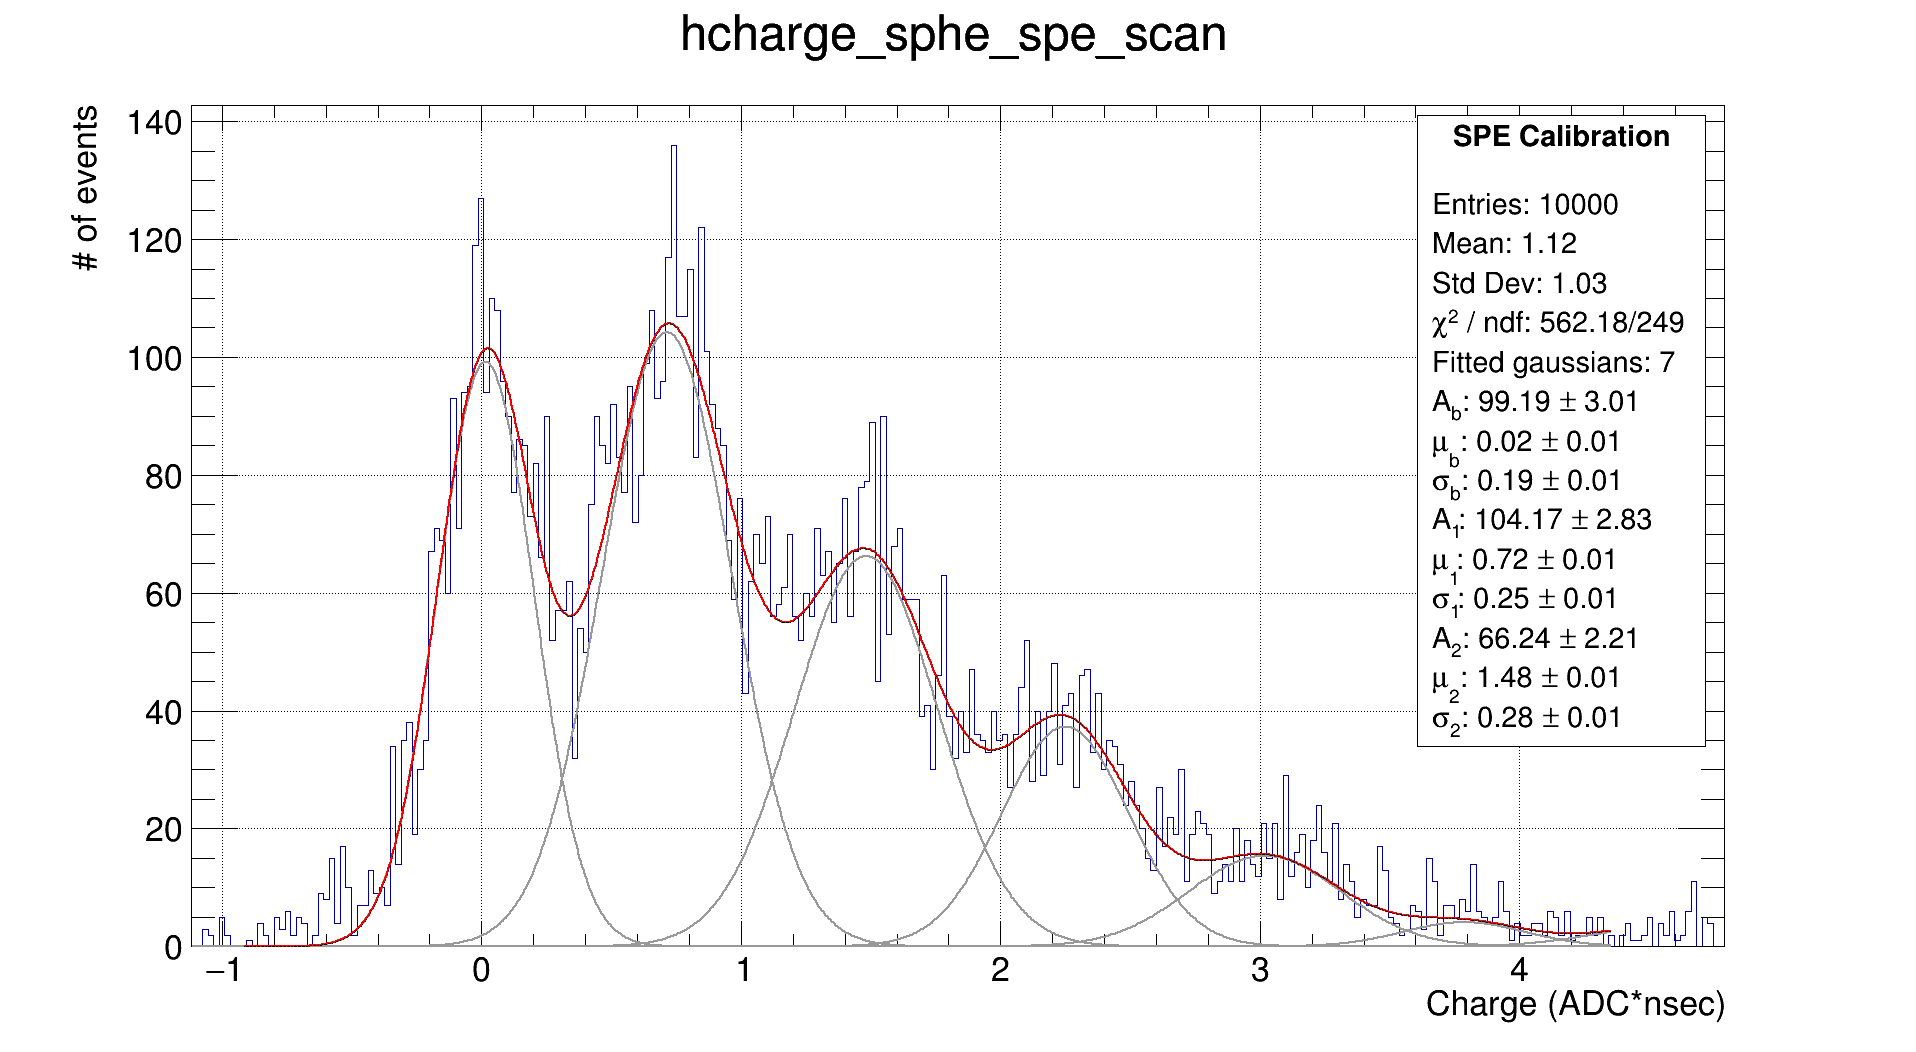 hcharge_sphe_spe_scan
# of events
140
120
100
80
60
40
20
0
−1
0
1
2
3
4
Charge (ADC*nsec)
SPE Calibration
Entries: 10000
Mean: 1.12
Std Dev: 1.03
χ² / ndf: 562.18/249
Fitted gaussians: 7
A_b: 99.19 ± 3.01
μ_b: 0.02 ± 0.01
σ_b: 0.19 ± 0.01
A₁: 104.17 ± 2.83
μ₁: 0.72 ± 0.01
σ₁: 0.25 ± 0.01
A₂: 66.24 ± 2.21
μ₂: 1.48 ± 0.01
σ₂: 0.28 ± 0.01